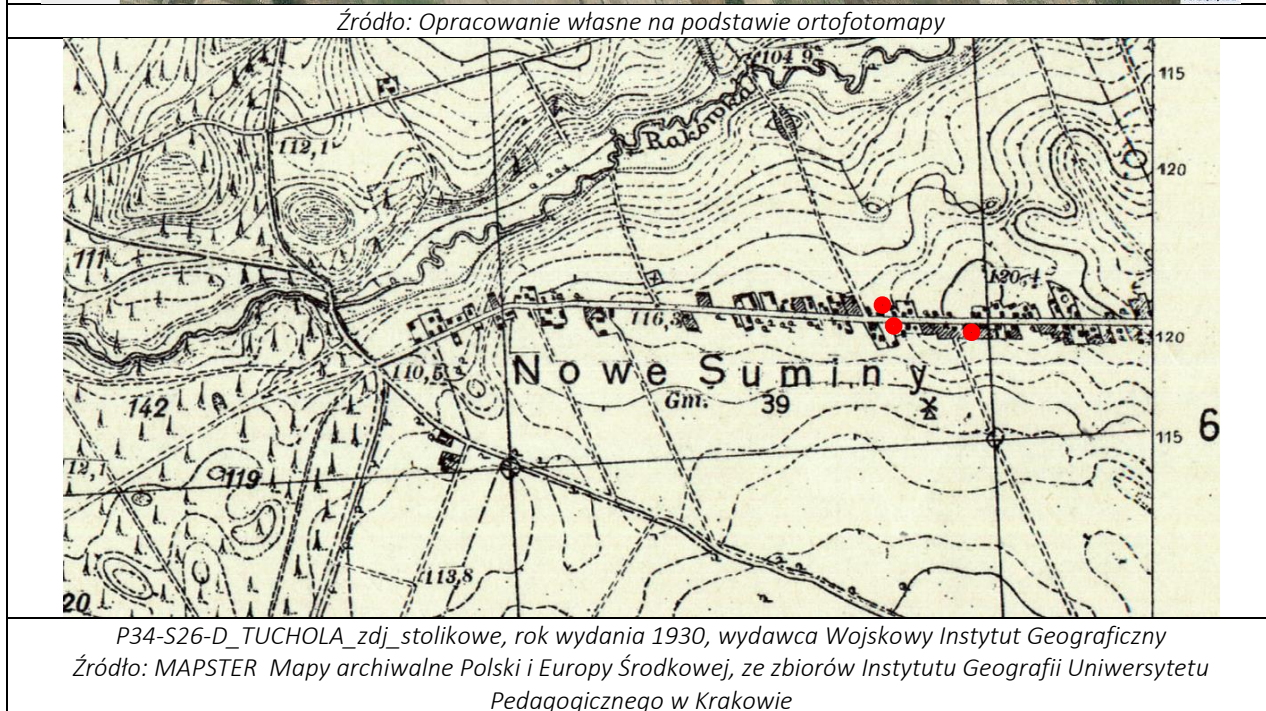 Źródło: Opracowanie własne na podstawie ortofotomapy
104 9
115
Rakówka
112,1
120
111
120,4
116,3
120
110,5
Nowe Suminy
142
Gm. 39
6
115
12,1
119
113,8
20
P34-S26-D_TUCHOLA_zdj_stolikowe, rok wydania 1930, wydawca Wojskowy Instytut Geograficzny
Źródło: MAPSTER Mapy archiwalne Polski i Europy Środkowej, ze zbiorów Instytutu Geografii Uniwersytetu
Pedagogicznego w Krakowie